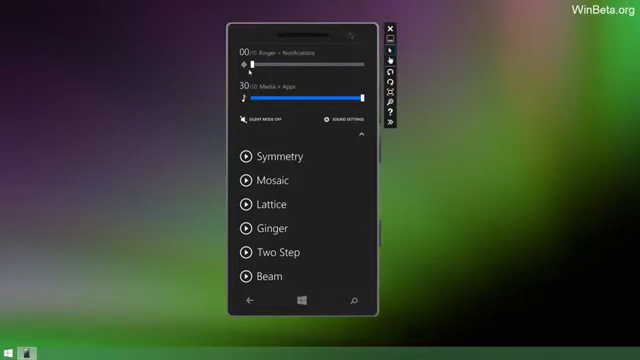 WinBeta.org
00/10 Ringer + Notifications
30/30 Media + Apps
SILENT MODE OFF
SOUND SETTINGS
Symmetry
Mosaic
Lattice
Ginger
Two Step
Beam